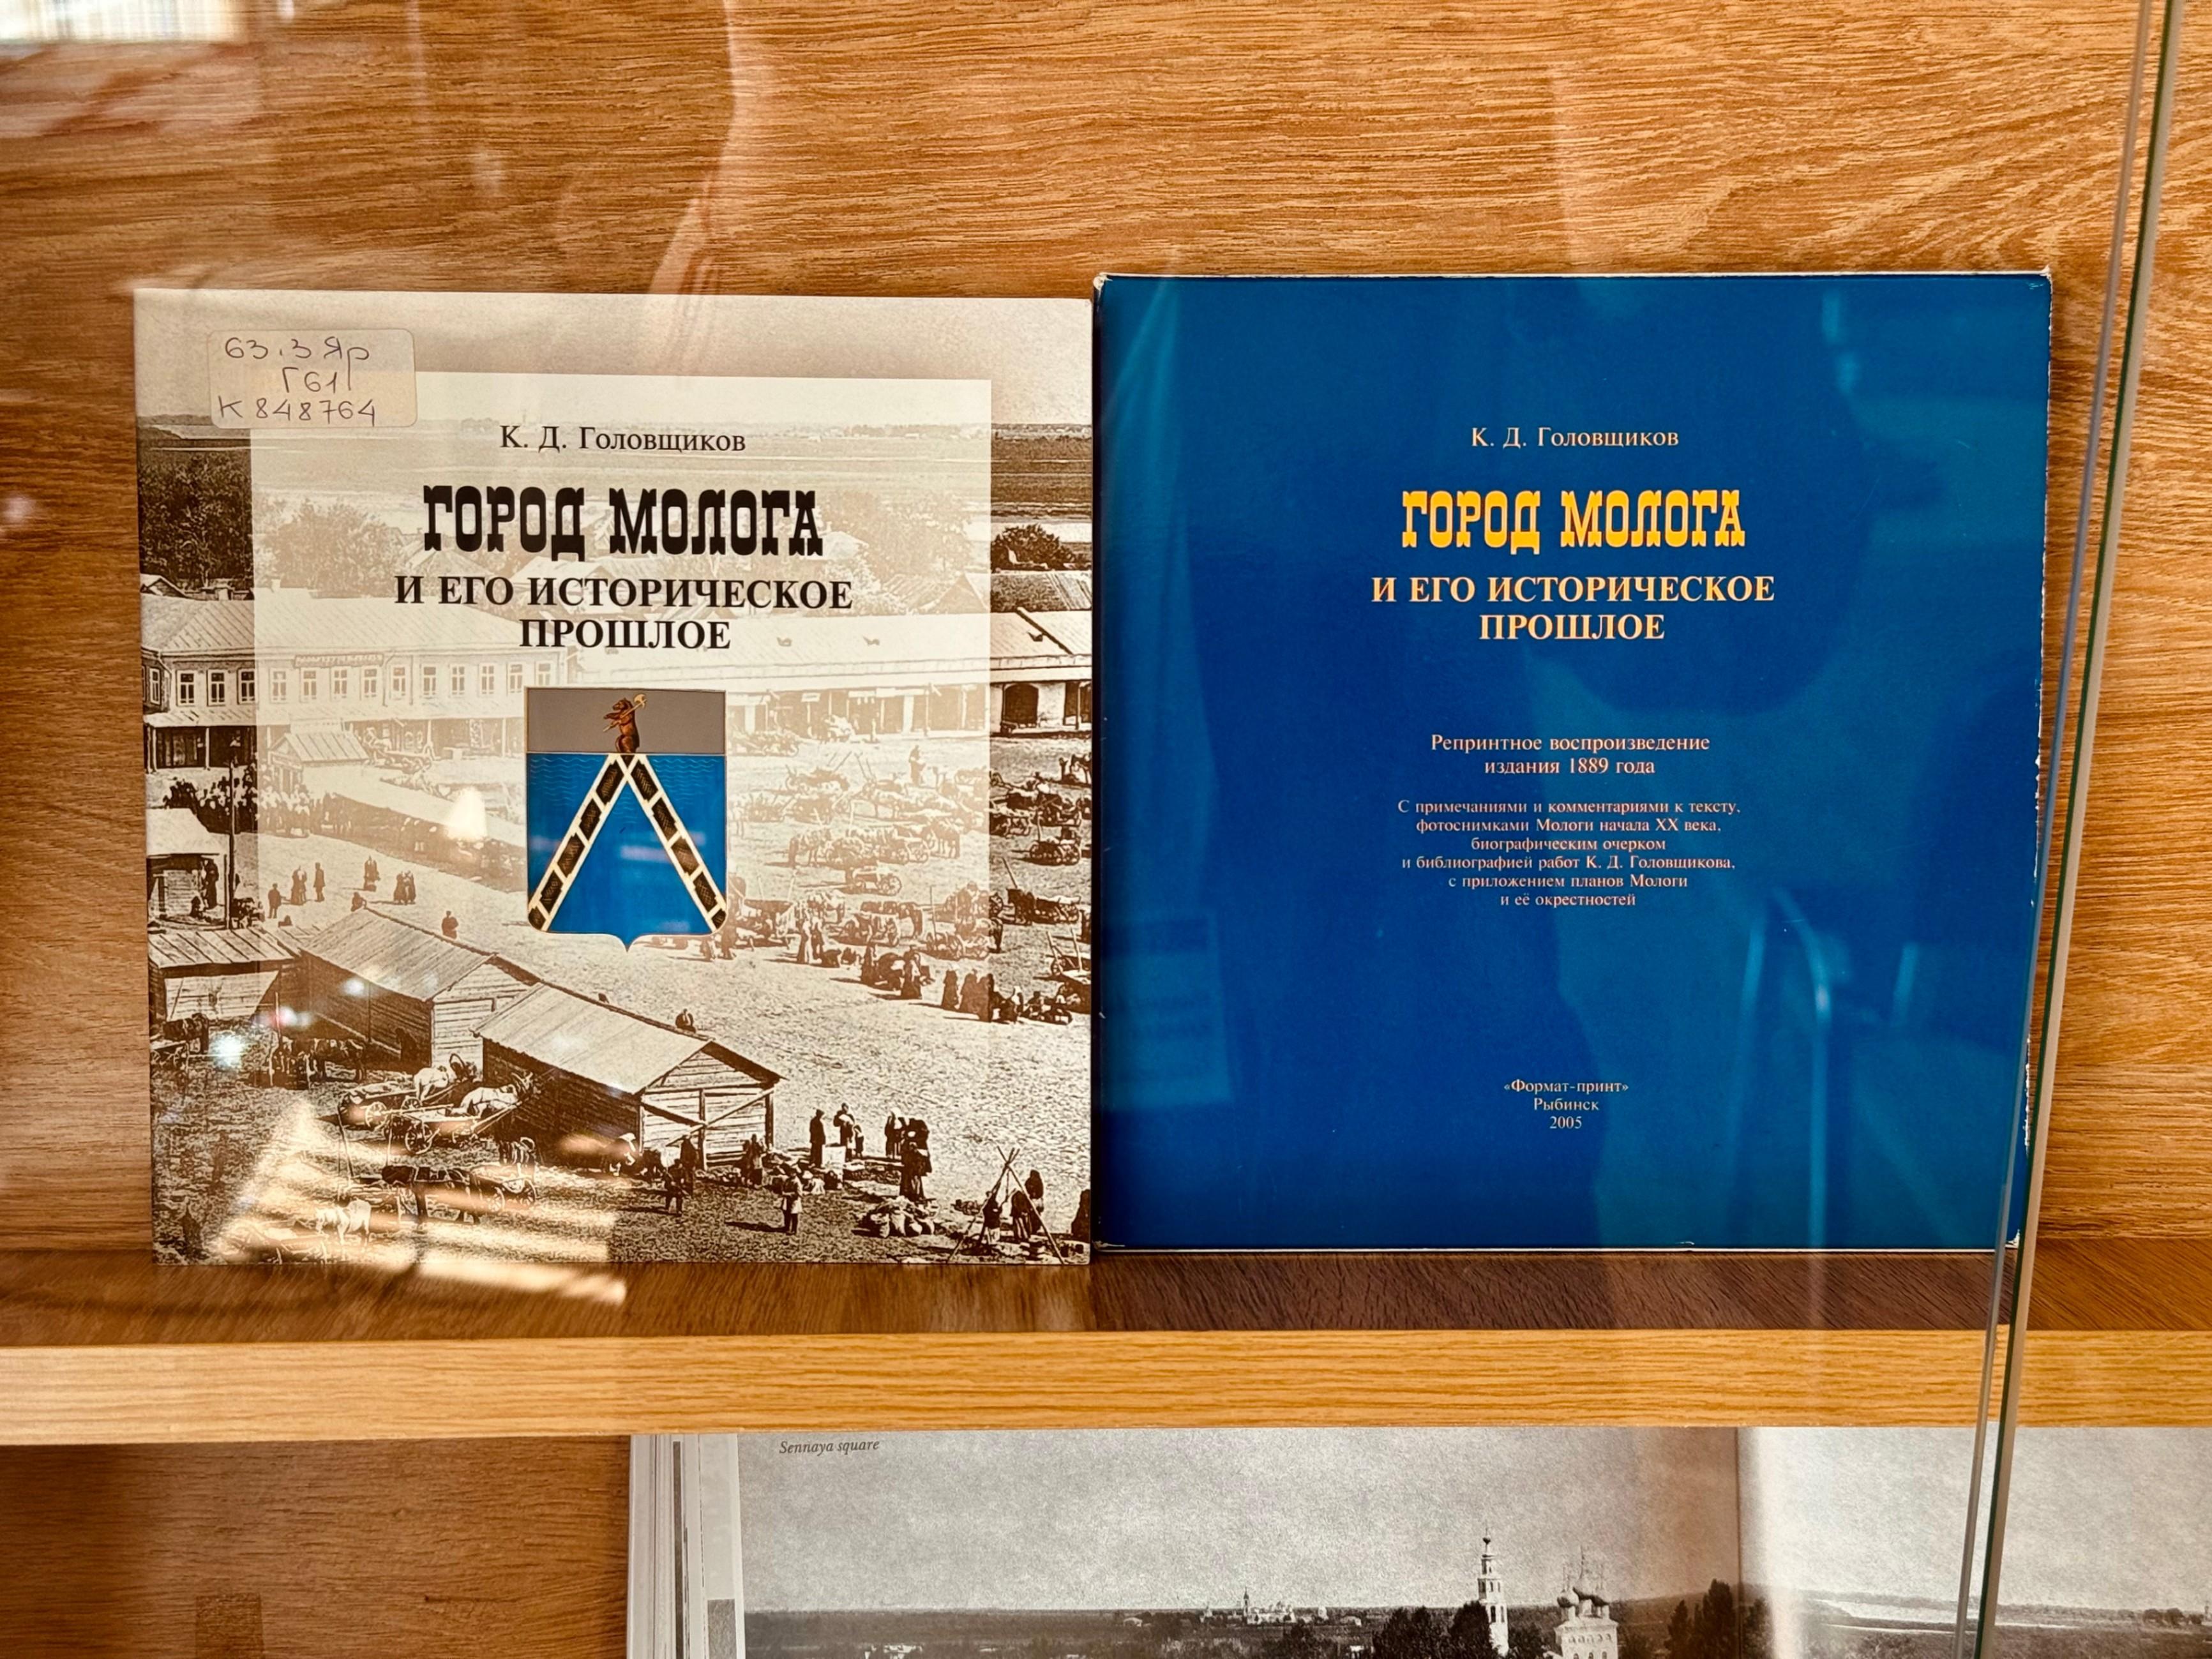 63.3 Яр
Г61
К 848764
К. Д. Головщиков
ГОРОД МОЛОГА
И ЕГО ИСТОРИЧЕСКОЕ
ПРОШЛОЕ
К. Д. Головщиков
ГОРОД МОЛОГА
И ЕГО ИСТОРИЧЕСКОЕ
ПРОШЛОЕ
Репринтное воспроизведение
издания 1889 года
С примечаниями и комментариями к тексту,
фотоснимками Мологи начала XX века,
биографическим очерком
и библиографией работ К. Д. Головщикова,
с приложением планов Мологи
и её окрестностей
«Формат-принт»
Рыбинск
2005
Sennaya square